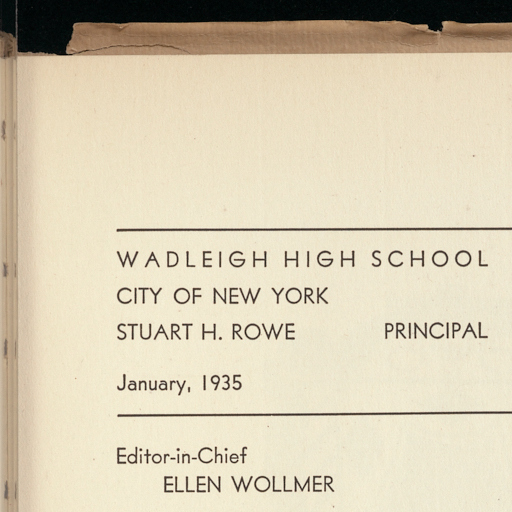 WADLEIGH HIGH SCHOOL
CITY OF NEW YORK
STUART H. ROWE PRINCIPAL
January, 1935
Editor-in-Chief
ELLEN WOLLMER